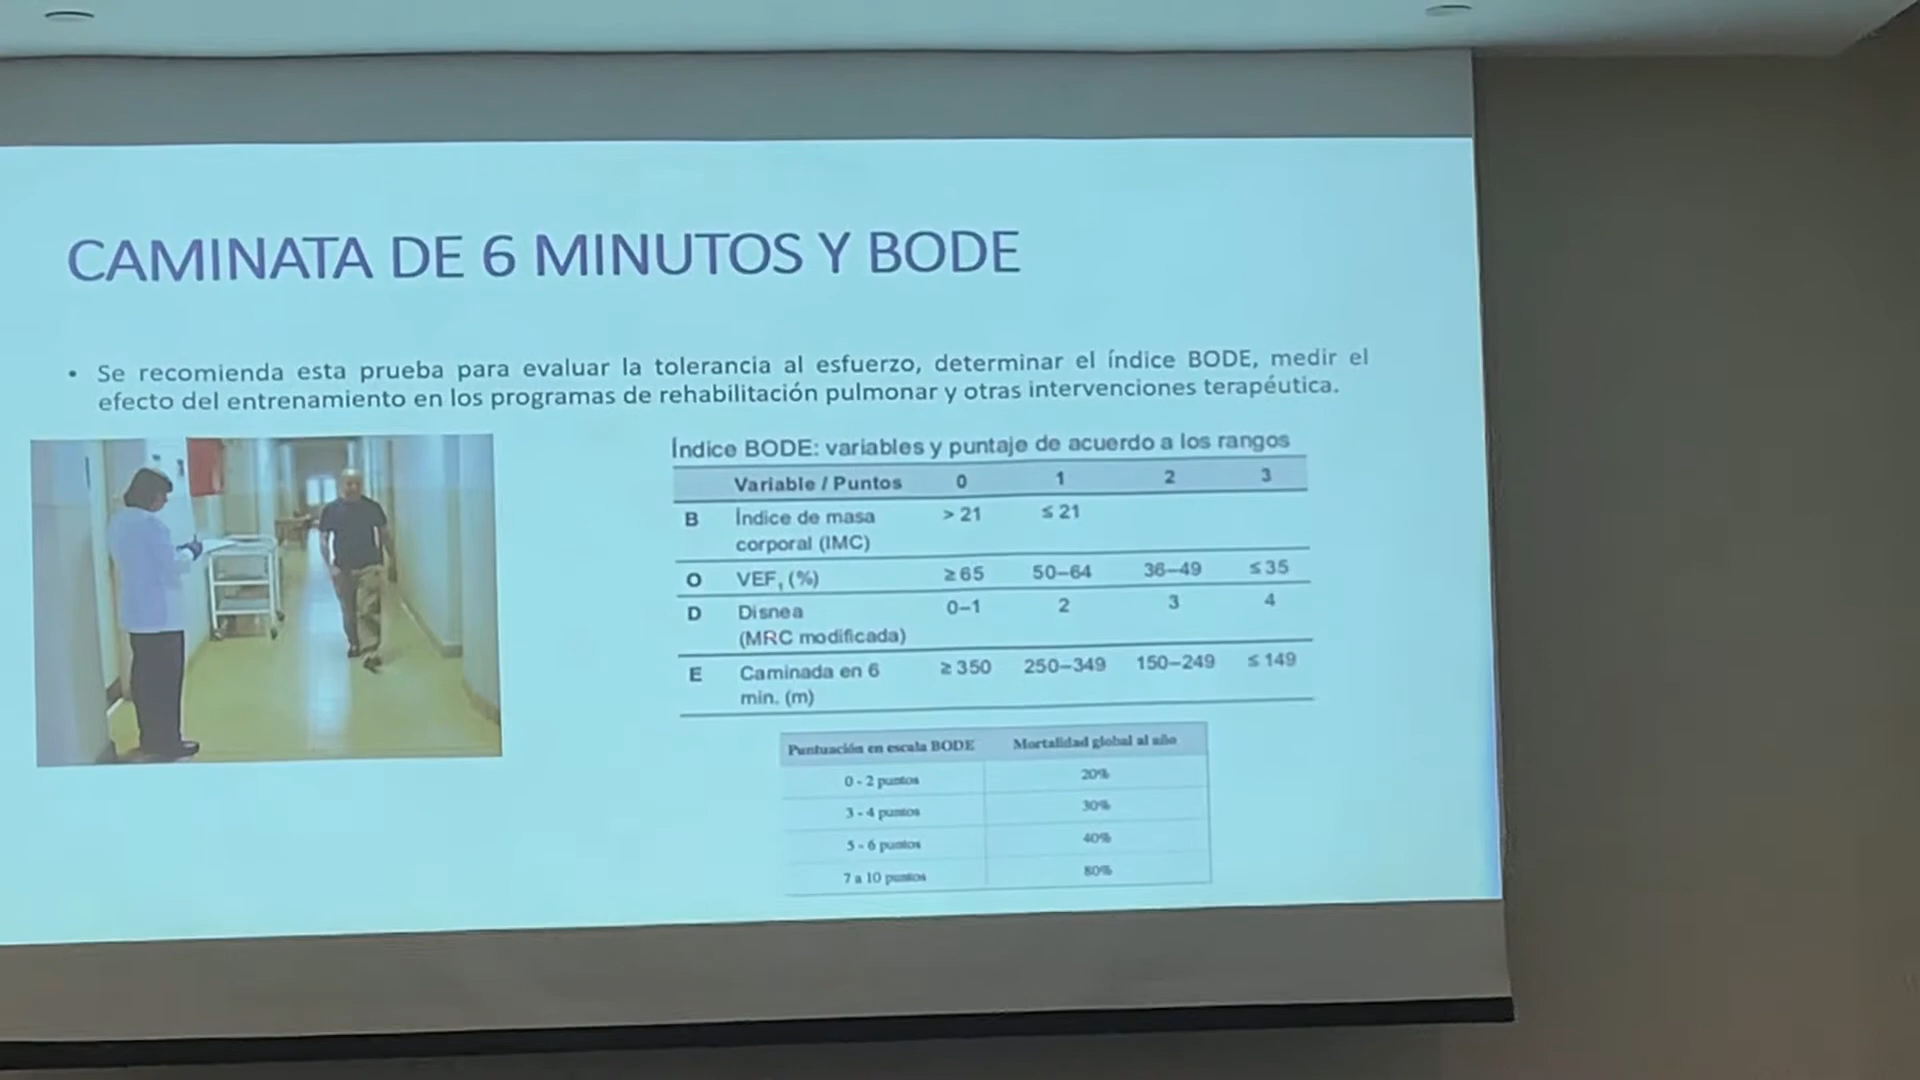 CAMINATA DE 6 MINUTOS Y BODE
• Se recomienda esta prueba para evaluar la tolerancia al esfuerzo, determinar el índice BODE, medir el
efecto del entrenamiento en los programas de rehabilitación pulmonar y otras intervenciones terapéutica.
Índice BODE: variables y puntaje de acuerdo a los rangos
Variable / Puntos 0 1 2 3
B Índice de masa > 21 ≤ 21
corporal (IMC)
O VEF₁ (%) ≥ 65 50–64 36–49 ≤ 35
D Disnea 0–1 2 3 4
(MRC modificada)
E Caminada en 6 ≥ 350 250–349 150–249 ≤ 149
min. (m)
Puntuación en escala BODE Mortalidad global al año
0 - 2 puntos 20%
3 - 4 puntos 30%
5 - 6 puntos 40%
7 a 10 puntos 80%